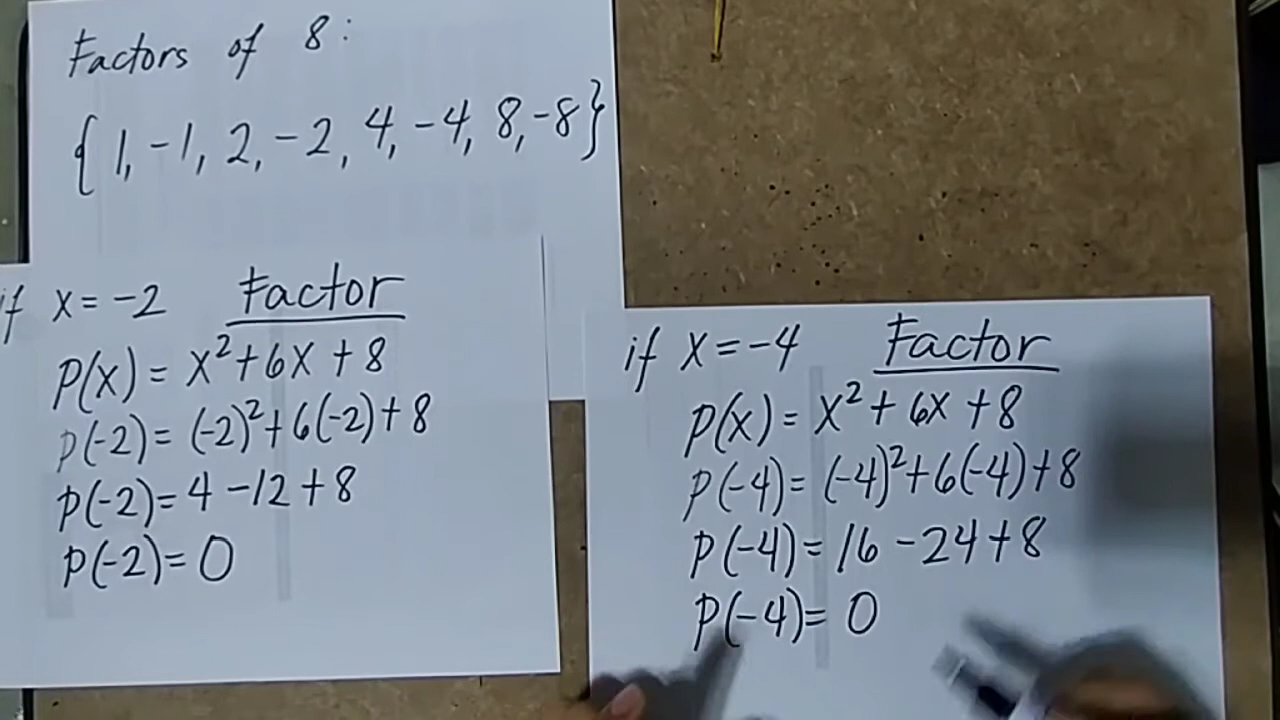 Factors of 8:
{1, -1, 2, -2, 4, -4, 8, -8}
if x = -2 Factor
P(x) = x² + 6x + 8
P(-2) = (-2)² + 6(-2) + 8
P(-2) = 4 - 12 + 8
P(-2) = 0
if x = -4 Factor
P(x) = x² + 6x + 8
P(-4) = (-4)² + 6(-4) + 8
P(-4) = 16 - 24 + 8
P(-4) = 0